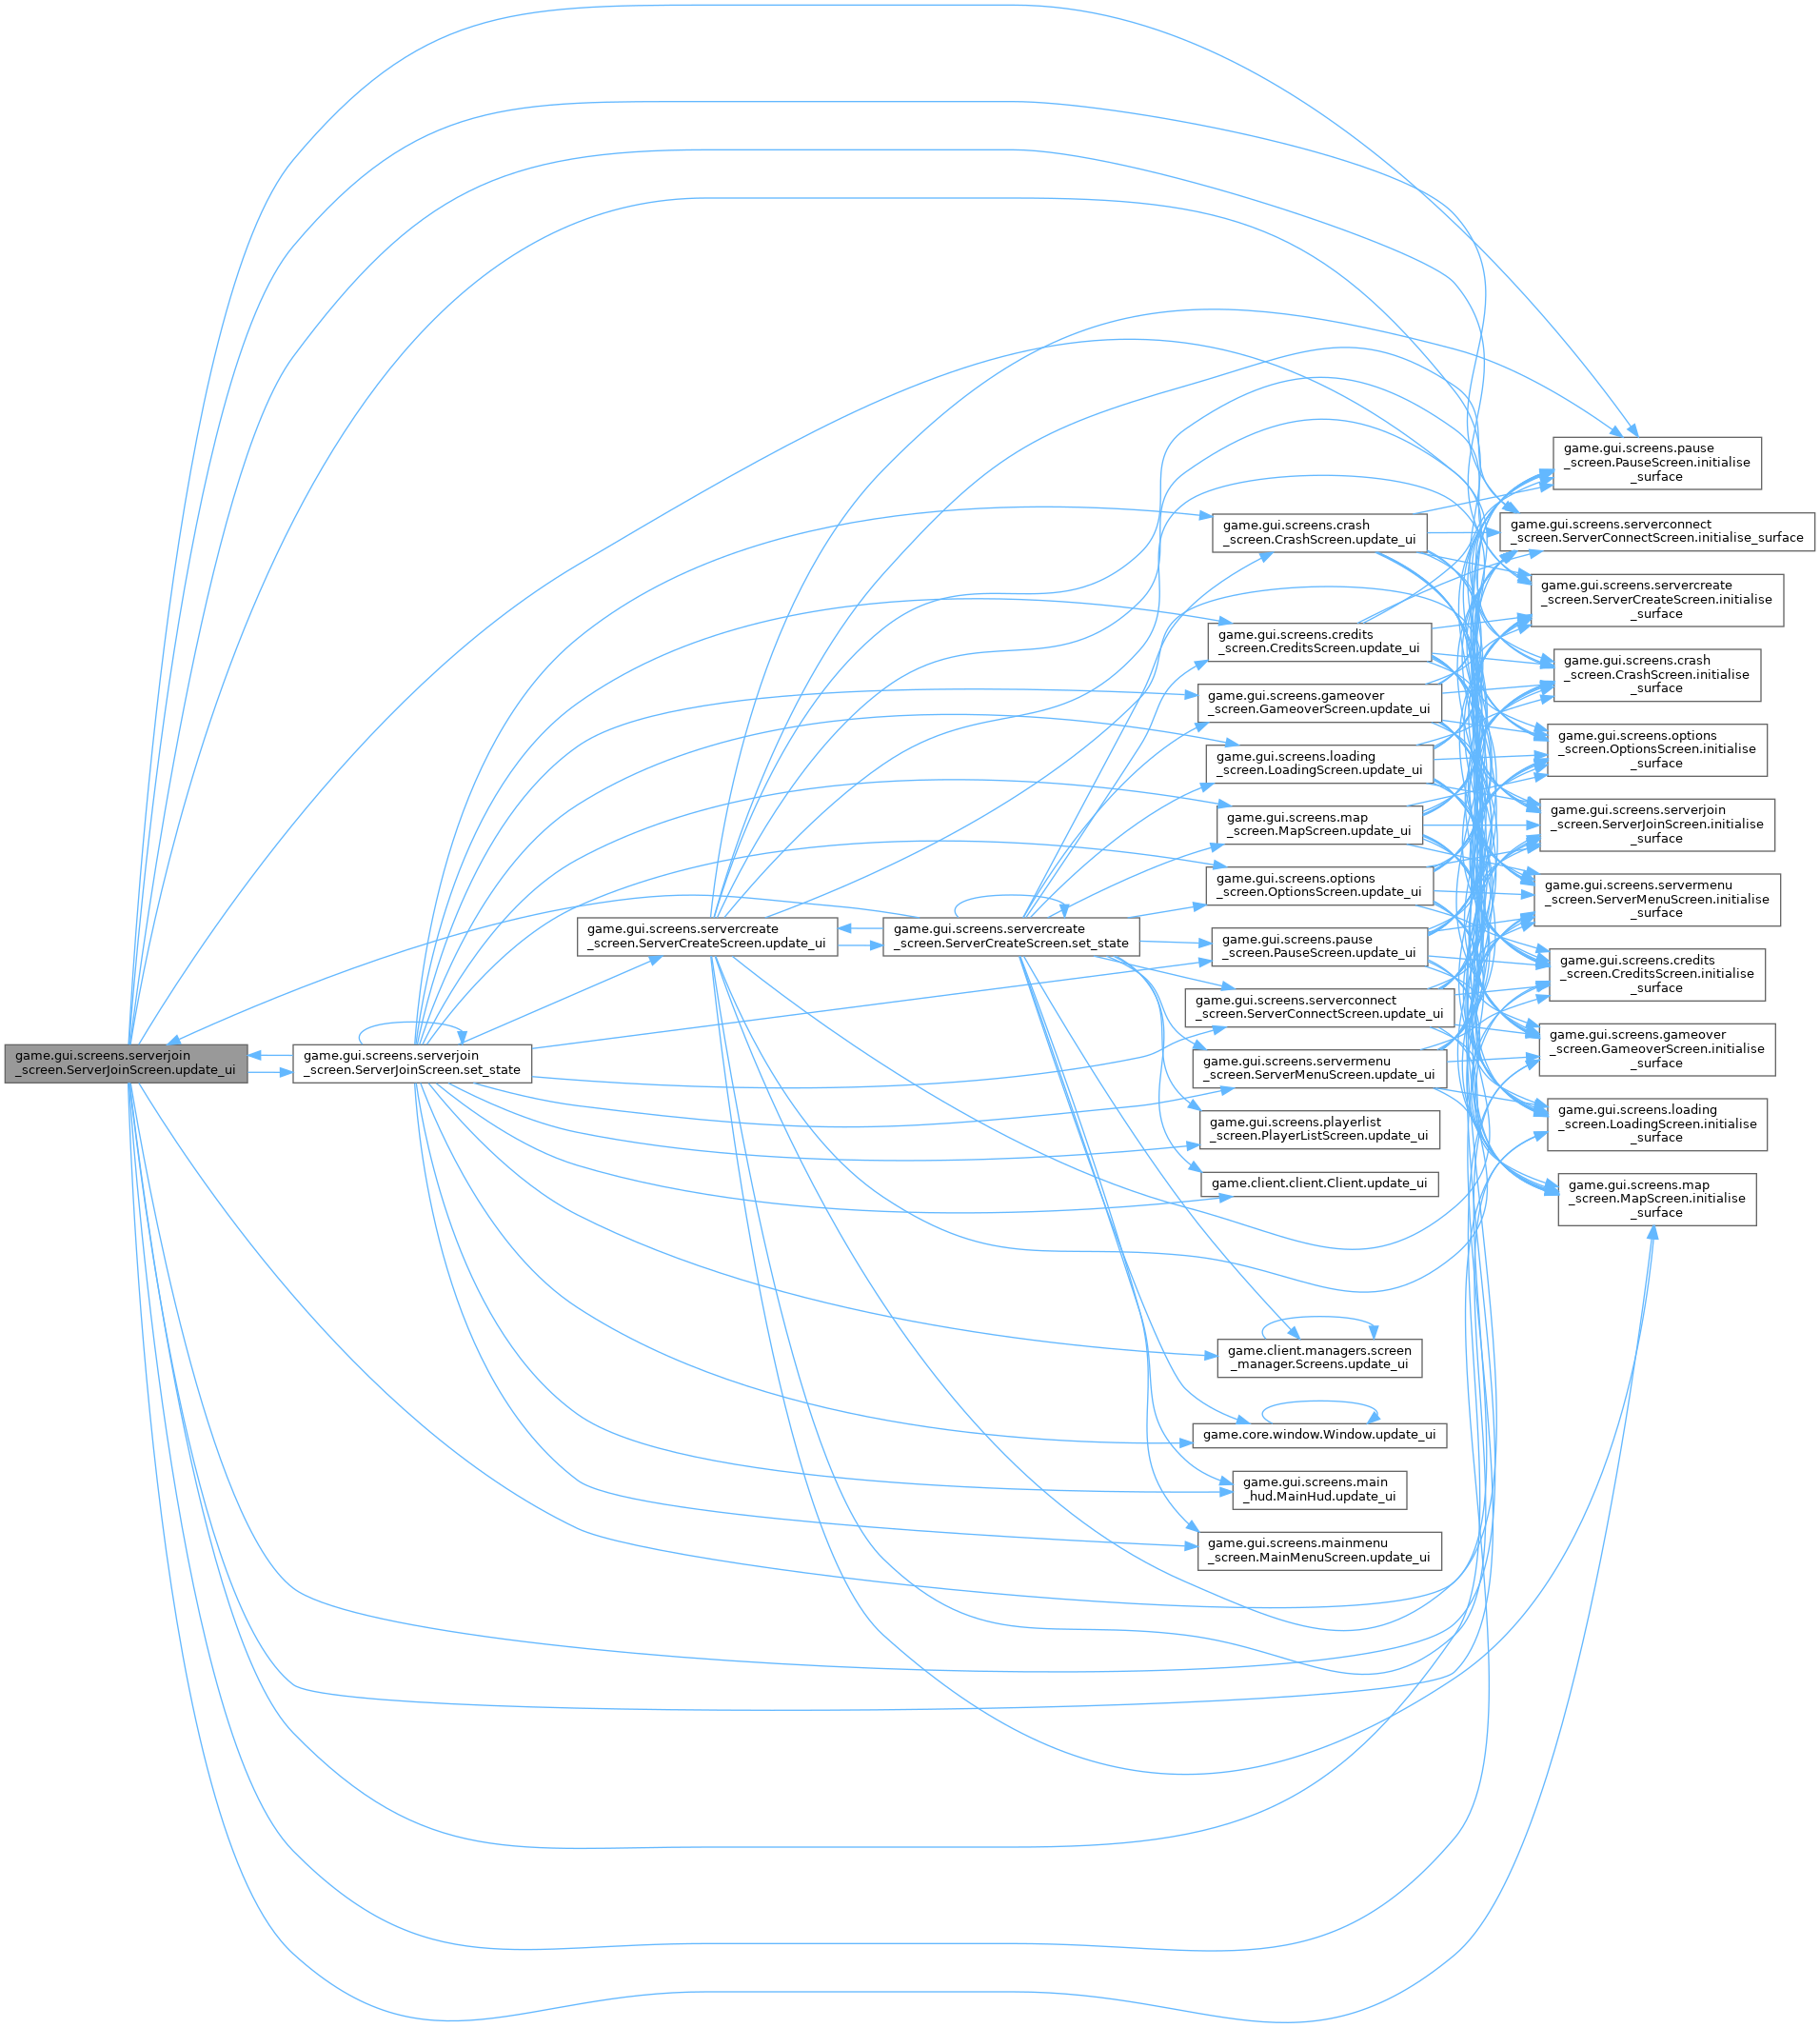 game.gui.screens.serverjoin
_screen.ServerJoinScreen.update_ui
game.gui.screens.serverjoin
_screen.ServerJoinScreen.set_state
game.gui.screens.servercreate
_screen.ServerCreateScreen.update_ui
game.gui.screens.servercreate
_screen.ServerCreateScreen.set_state
game.gui.screens.crash
_screen.CrashScreen.update_ui
game.gui.screens.credits
_screen.CreditsScreen.update_ui
game.gui.screens.gameover
_screen.GameoverScreen.update_ui
game.gui.screens.loading
_screen.LoadingScreen.update_ui
game.gui.screens.map
_screen.MapScreen.update_ui
game.gui.screens.options
_screen.OptionsScreen.update_ui
game.gui.screens.pause
_screen.PauseScreen.update_ui
game.gui.screens.serverconnect
_screen.ServerConnectScreen.update_ui
game.gui.screens.servermenu
_screen.ServerMenuScreen.update_ui
game.gui.screens.playerlist
_screen.PlayerListScreen.update_ui
game.client.client.Client.update_ui
game.client.managers.screen
_manager.Screens.update_ui
game.core.window.Window.update_ui
game.gui.screens.main
_hud.MainHud.update_ui
game.gui.screens.mainmenu
_screen.MainMenuScreen.update_ui
game.gui.screens.pause
_screen.PauseScreen.initialise
_surface
game.gui.screens.serverconnect
_screen.ServerConnectScreen.initialise_surface
game.gui.screens.servercreate
_screen.ServerCreateScreen.initialise
_surface
game.gui.screens.crash
_screen.CrashScreen.initialise
_surface
game.gui.screens.options
_screen.OptionsScreen.initialise
_surface
game.gui.screens.serverjoin
_screen.ServerJoinScreen.initialise
_surface
game.gui.screens.servermenu
_screen.ServerMenuScreen.initialise
_surface
game.gui.screens.credits
_screen.CreditsScreen.initialise
_surface
game.gui.screens.gameover
_screen.GameoverScreen.initialise
_surface
game.gui.screens.loading
_screen.LoadingScreen.initialise
_surface
game.gui.screens.map
_screen.MapScreen.initialise
_surface